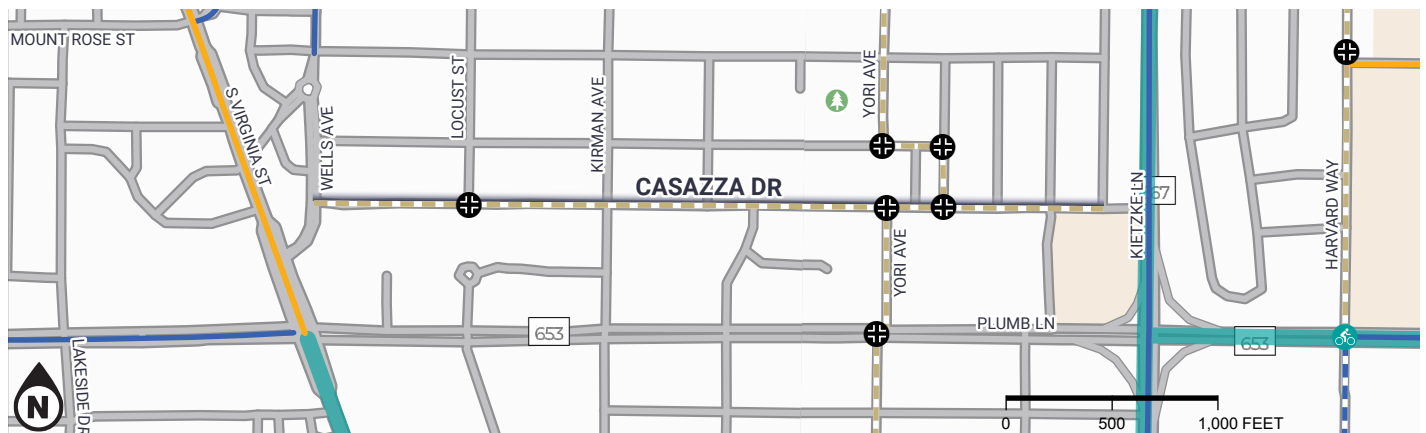 MOUNT ROSE ST
S VIRGINIA ST
WELLS AVE
LOCUST ST
KIRMAN AVE
YORI AVE
CASAZZA DR
YORI AVE
KIETZKE LN
67
HARVARD WAY
LAKESIDE DR
653
PLUMB LN
653
N
0 500 1,000 FEET